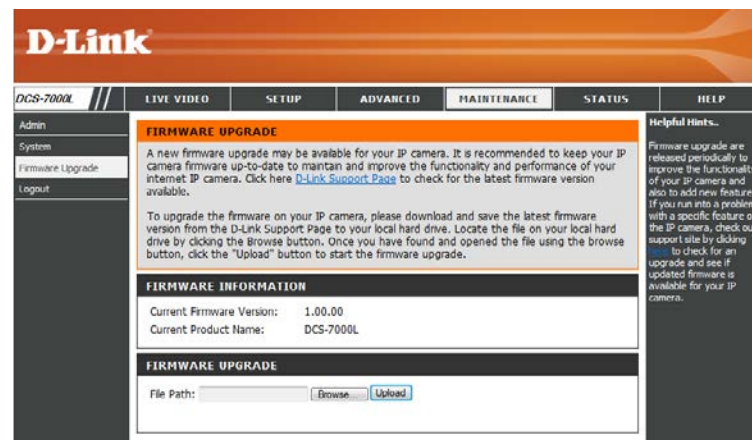 D-Link
DCS-7000L
LIVE VIDEO
SETUP
ADVANCED
MAINTENANCE
STATUS
HELP
Admin
System
Firmware Upgrade
Logout
FIRMWARE UPGRADE
A new firmware upgrade may be available for your IP camera. It is recommended to keep your IP
camera firmware up-to-date to maintain and improve the functionality and performance of your
internet IP camera. Click here D-Link Support Page to check for the latest firmware version
available.
To upgrade the firmware on your IP camera, please download and save the latest firmware
version from the D-Link Support Page to your local hard drive. Locate the file on your local hard
drive by clicking the Browse button. Once you have found and opened the file using the browse
button, click the "Upload" button to start the firmware upgrade.
FIRMWARE INFORMATION
Current Firmware Version: 1.00.00
Current Product Name: DCS-7000L
FIRMWARE UPGRADE
File Path:
Browse...
Upload
Helpful Hints..
Firmware upgrade are
released periodically to
improve the functionality
of your IP camera and
also to add new feature
If you run into a problem
with a specific feature o
the IP camera, check ou
support site by clicking
to check for an
upgrade and see if
updated firmware is
available for your IP
camera.